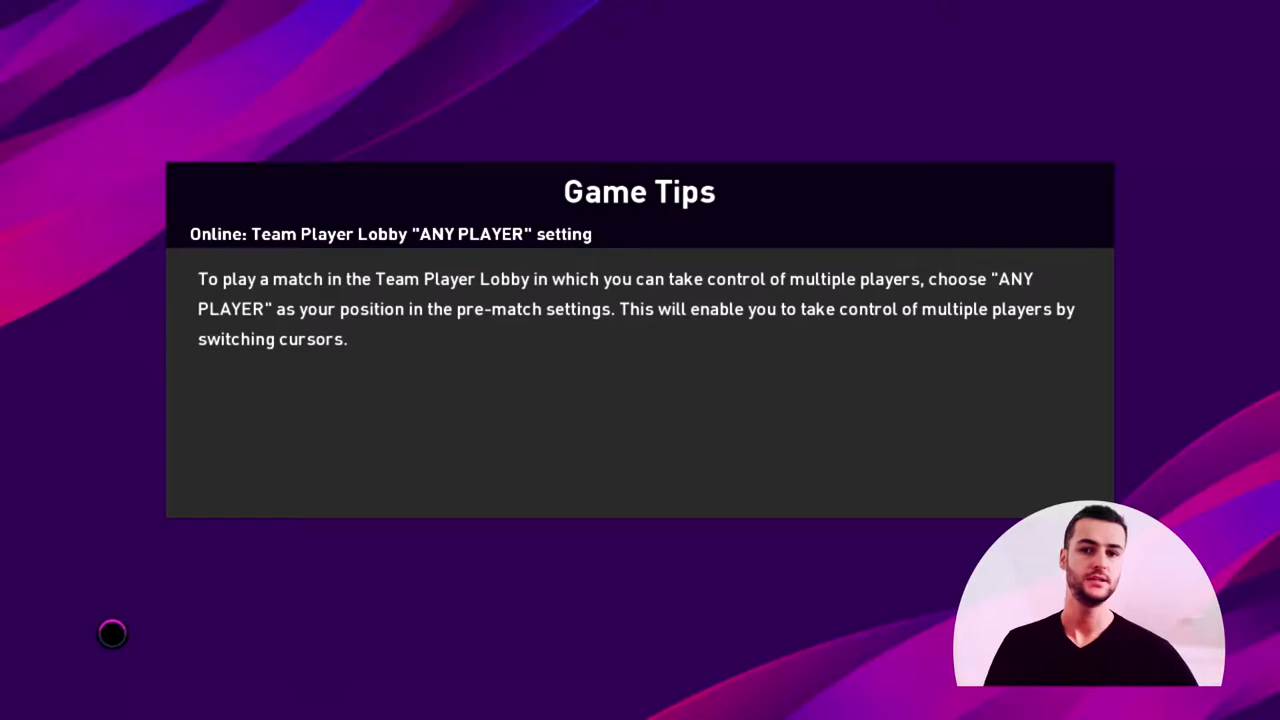 Game Tips
Online: Team Player Lobby "ANY PLAYER" setting
To play a match in the Team Player Lobby in which you can take control of multiple players, choose "ANY
PLAYER" as your position in the pre-match settings. This will enable you to take control of multiple players by
switching cursors.